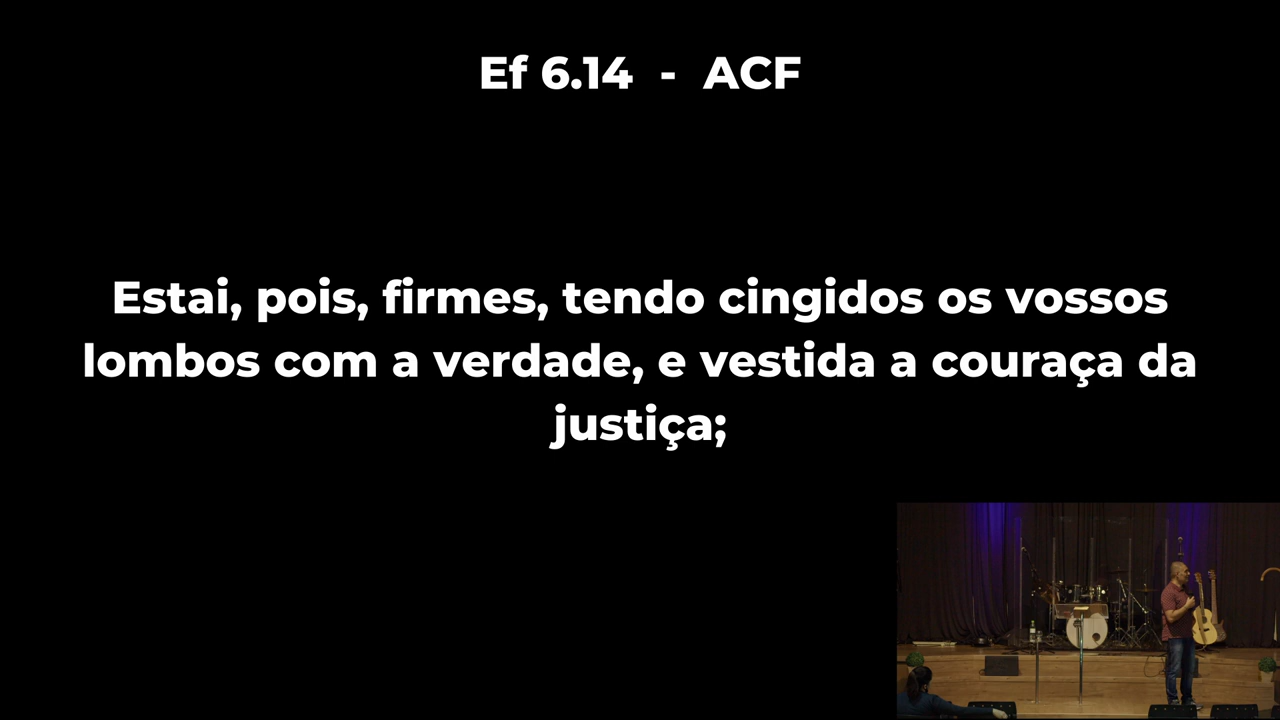 Ef 6.14 - ACF
Estai, pois, firmes, tendo cingidos os vossos
lombos com a verdade, e vestida a couraça da
justiça;